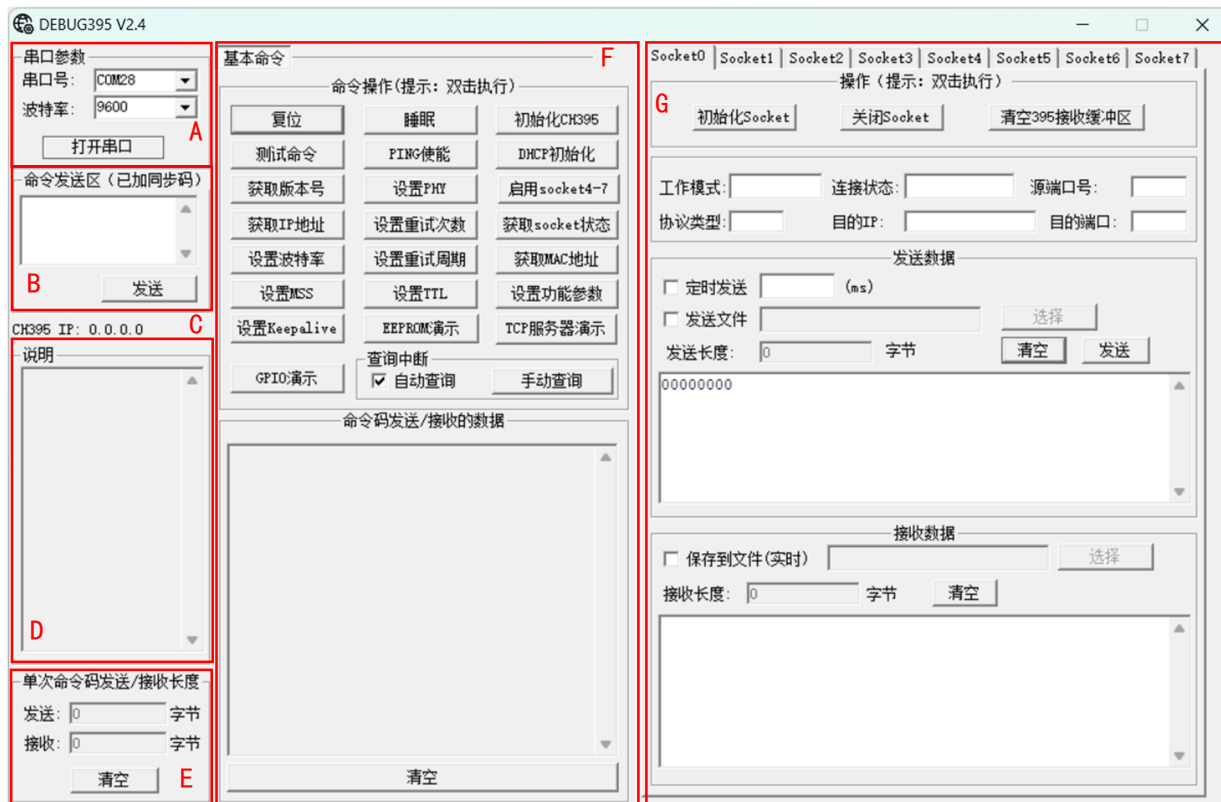 DEBUG395 V2.4
串口参数
串口号: COM28
波特率: 9600
A
打开串口
命令发送区(已加同步码)
B
发送
CH395 IP: 0.0.0.0
C
说明
D
单次命令码发送/接收长度
发送: 0 字节
接收: 0 字节
清空
E
基本命令
F
命令操作(提示: 双击执行)
复位 睡眠 初始化CH395
测试命令 PING使能 DHCP初始化
获取版本号 设置PHY 启用socket4-7
获取IP地址 设置重试次数 获取socket状态
设置波特率 设置重试周期 获取MAC地址
设置MSS 设置TTL 设置功能参数
设置Keepalive EEPROM演示 TCP服务器演示
查询中断
GPIO演示 自动查询 手动查询
命令码发送/接收的数据
清空
Socket0 Socket1 Socket2 Socket3 Socket4 Socket5 Socket6 Socket7
操作(提示: 双击执行)
G
初始化Socket 关闭Socket 清空395接收缓冲区
工作模式: 连接状态: 源端口号:
协议类型: 目的IP: 目的端口:
发送数据
定时发送 (ms)
发送文件 选择
发送长度: 0 字节 清空 发送
00000000
接收数据
保存到文件(实时) 选择
接收长度: 0 字节 清空